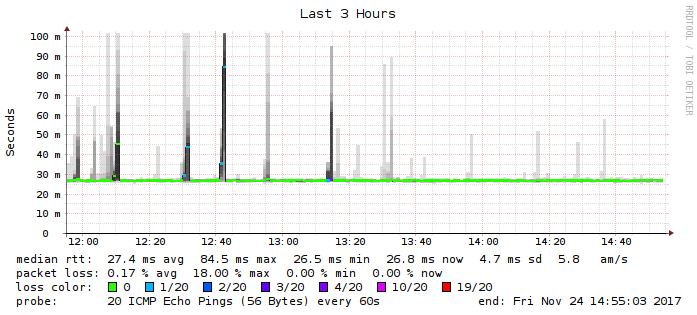 Last 3 Hours
RRDTOOL / TOBI OETIKER
Seconds
100 m
90 m
80 m
70 m
60 m
50 m
40 m
30 m
20 m
10 m
0
12:00 12:20 12:40 13:00 13:20 13:40 14:00 14:20 14:40
median rtt: 27.4 ms avg 84.5 ms max 26.5 ms min 26.8 ms now 4.7 ms sd 5.8 am/s
packet loss: 0.17 % avg 18.00 % max 0.00 % min 0.00 % now
loss color: 0 1/20 2/20 3/20 4/20 10/20 19/20
probe: 20 ICMP Echo Pings (56 Bytes) every 60s end: Fri Nov 24 14:55:03 2017